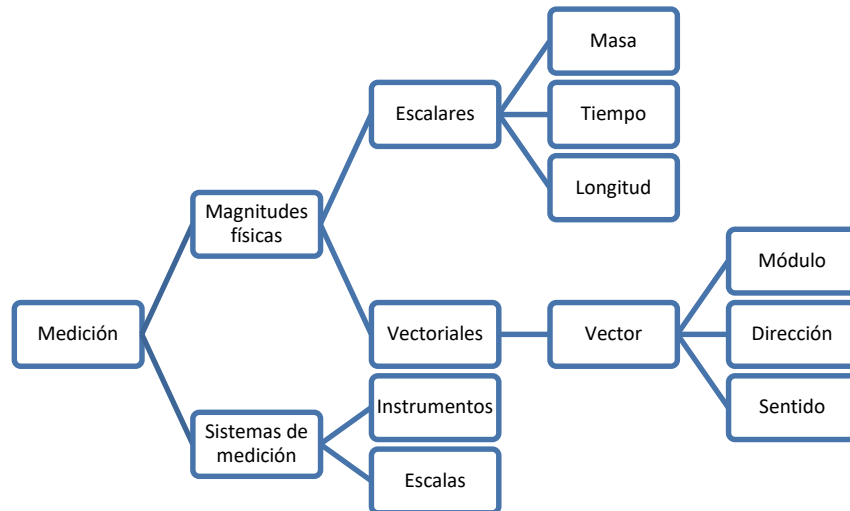 Medición
Magnitudes
físicas
Escalares
Masa
Tiempo
Longitud
Vectoriales
Vector
Módulo
Dirección
Sentido
Sistemas de
medición
Instrumentos
Escalas